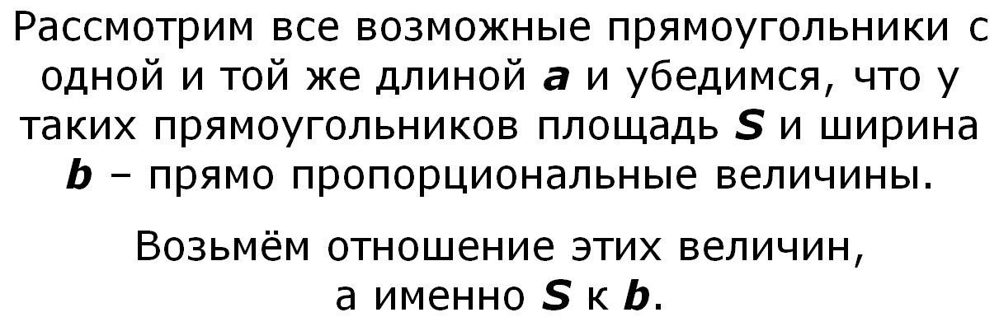 Рассмотрим все возможные прямоугольники с
одной и той же длиной a и убедимся, что у
таких прямоугольников площадь S и ширина
b – прямо пропорциональные величины.
Возьмём отношение этих величин,
а именно S к b.